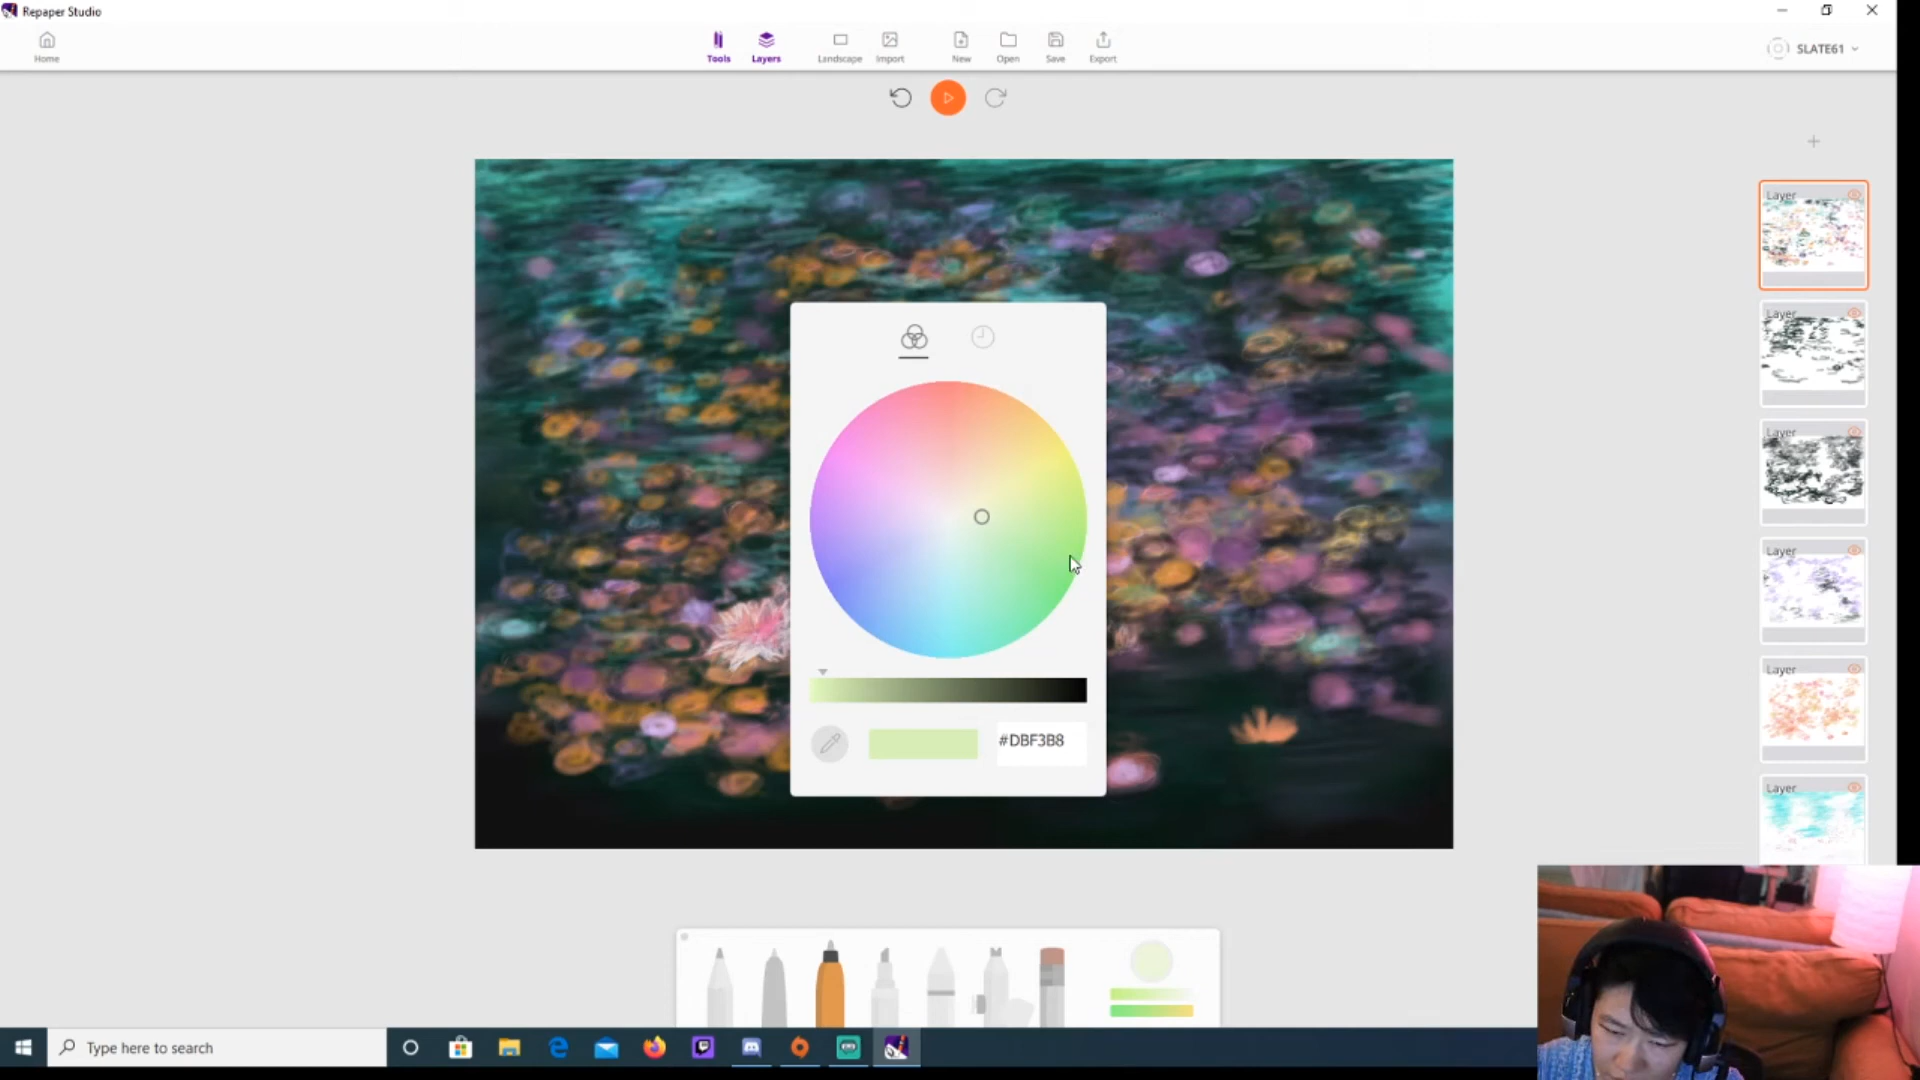 Repaper Studio
Home
Tools
Layers
Landscape
Import
New
Open
Save
Export
SLATE61
Layer
Layer
Layer
Layer
Layer
Layer
#DBF3B8
Type here to search